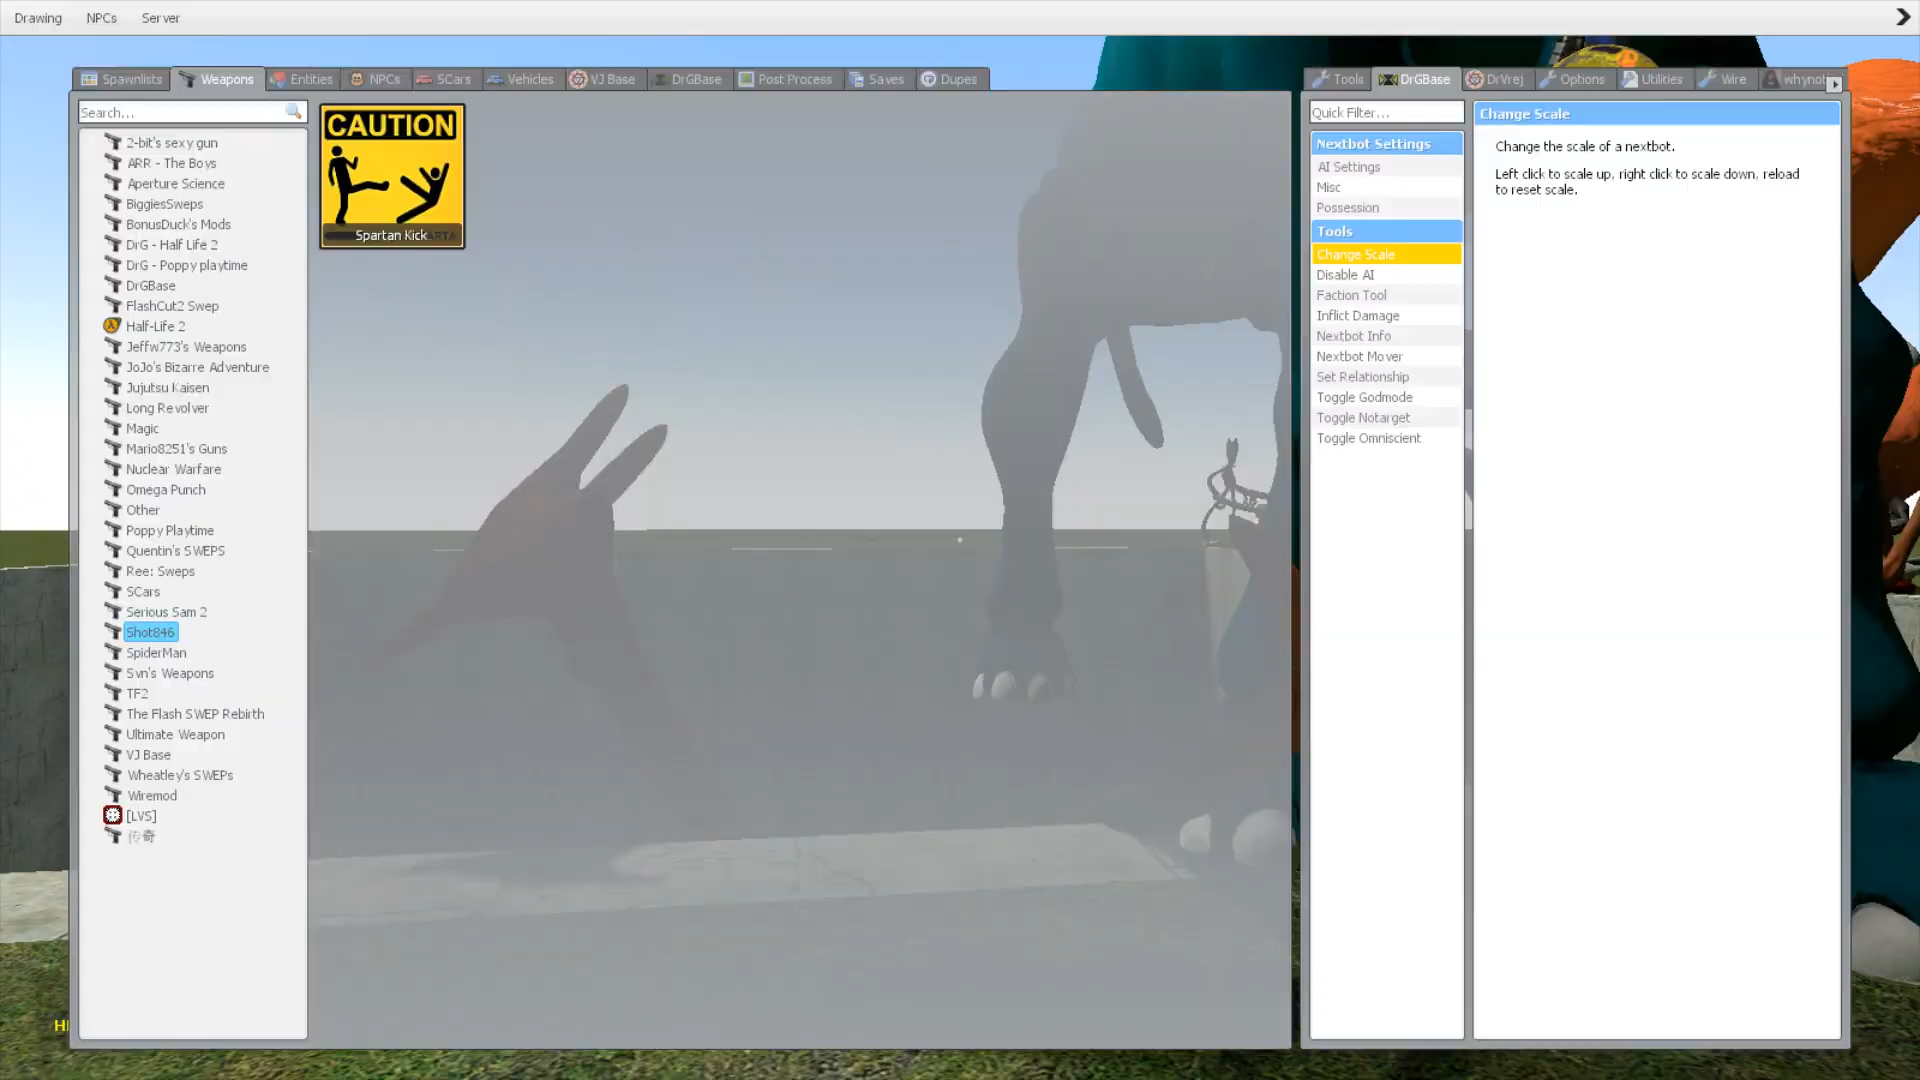 Drawing NPCs Server
Spawnlists Weapons Entities NPCs SCars Vehicles VJ Base DrGBase Post Process Saves Dupes
Search...
2-bit's sexy gun
ARR - The Boys
Aperture Science
BiggiesSweps
BonusDuck's Mods
DrG - Half Life 2
DrG - Poppy playtime
DrGBase
FlashCut2 Swep
Half-Life 2
Jeffw773's Weapons
JoJo's Bizarre Adventure
Jujutsu Kaisen
Long Revolver
Magic
Mario8251's Guns
Nuclear Warfare
Omega Punch
Other
Poppy Playtime
Quentin's SWEPS
Ree: Sweps
SCars
Serious Sam 2
Shot846
SpiderMan
Svn's Weapons
TF2
The Flash SWEP Rebirth
Ultimate Weapon
VJ Base
Wheatley's SWEPs
Wiremod
[LVS]
传奇
CAUTION
Spartan Kick
Tools DrGBase DrVrej Options Utilities Wire whynot
Quick Filter...
Nextbot Settings
AI Settings
Misc
Possession
Tools
Change Scale
Disable AI
Faction Tool
Inflict Damage
Nextbot Info
Nextbot Mover
Set Relationship
Toggle Godmode
Toggle Notarget
Toggle Omniscient
Change Scale
Change the scale of a nextbot.
Left click to scale up, right click to scale down, reload
to reset scale.